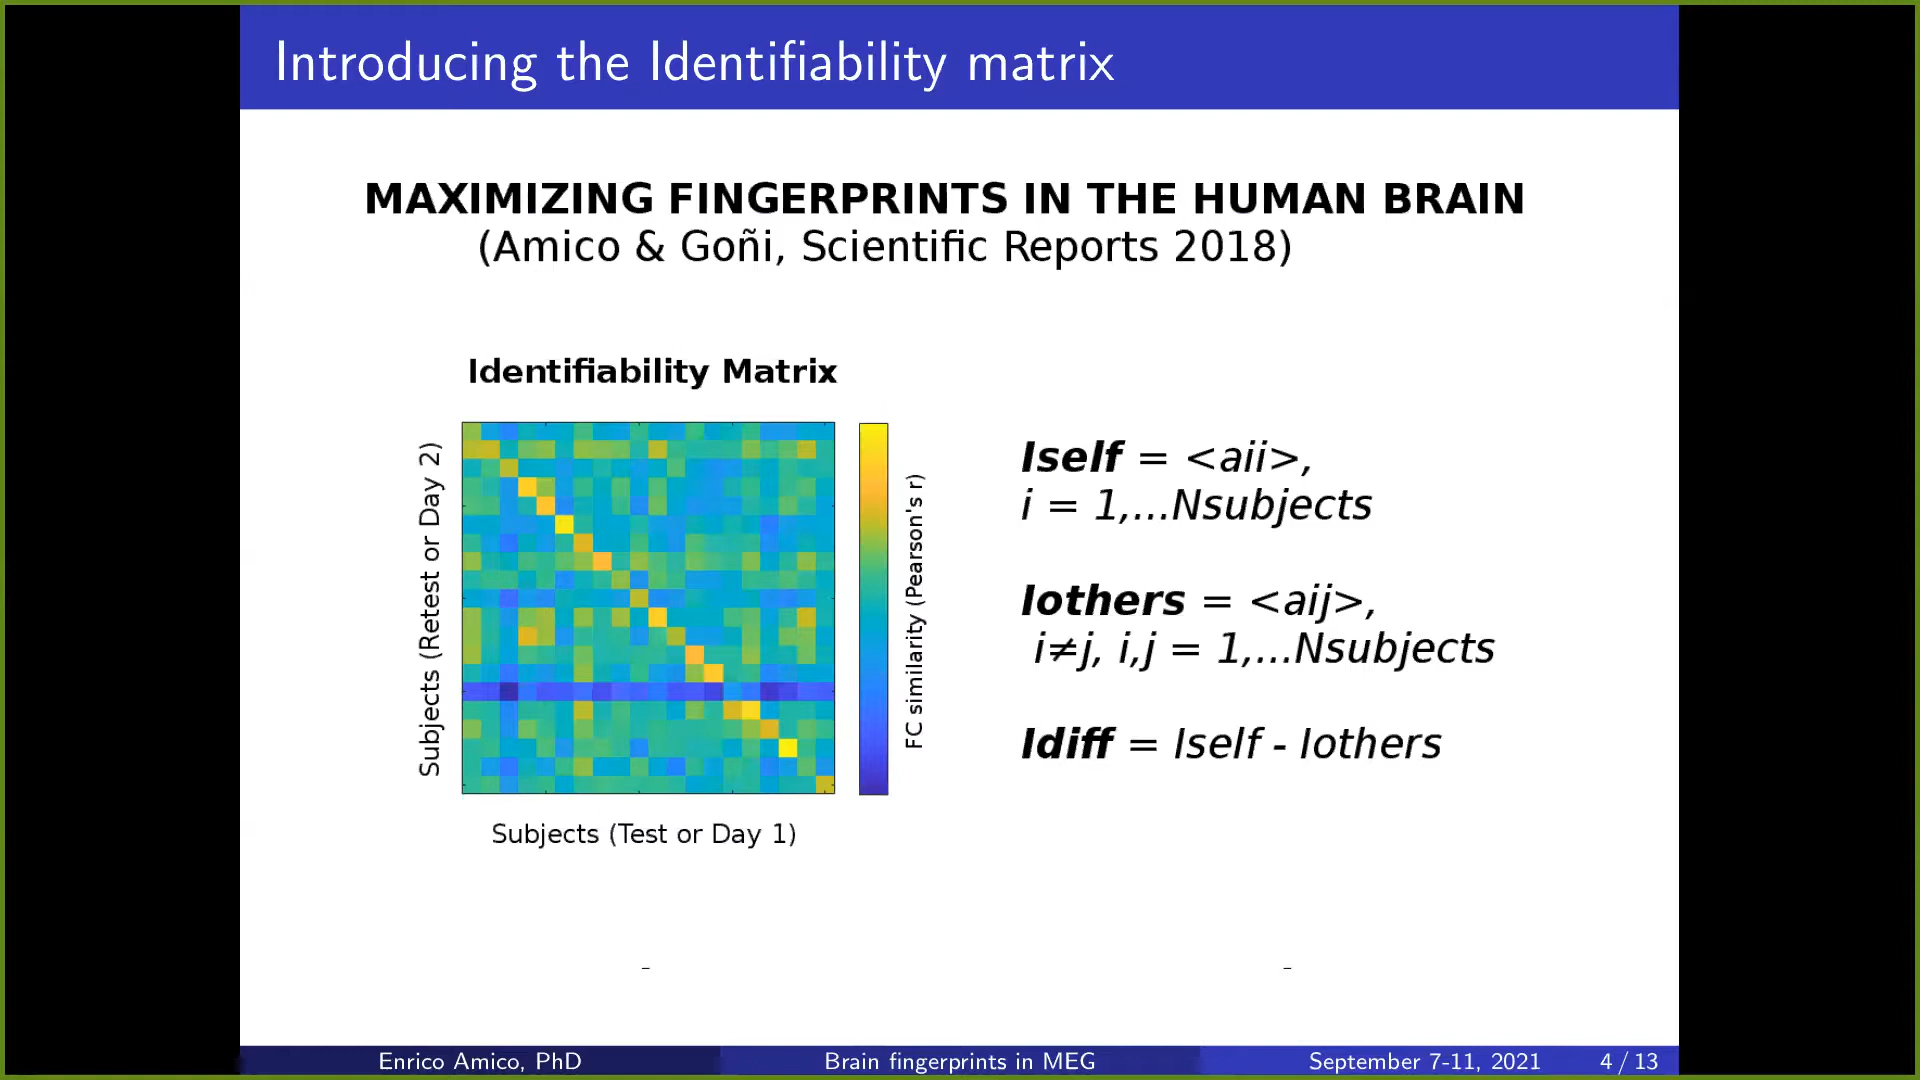 Introducing the Identifiability matrix
MAXIMIZING FINGERPRINTS IN THE HUMAN BRAIN
(Amico & Goñi, Scientific Reports 2018)
Identifiability Matrix
Subjects (Retest or Day 2)
Subjects (Test or Day 1)
FC similarity (Pearson's r)
Iself = <aii>,
i = 1,...Nsubjects
Iothers = <aij>,
i≠j, i,j = 1,...Nsubjects
Idiff = Iself - Iothers
Enrico Amico, PhD
Brain fingerprints in MEG
September 7-11, 2021
4 / 13